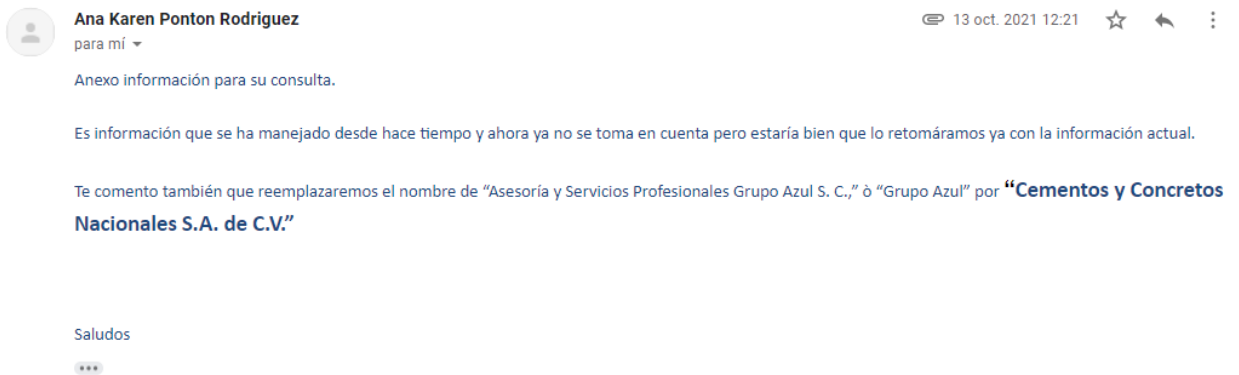 Ana Karen Ponton Rodriguez
13 oct. 2021 12:21
para mí
Anexo información para su consulta.
Es información que se ha manejado desde hace tiempo y ahora ya no se toma en cuenta pero estaría bien que lo retomáramos ya con la información actual.
Te comento también que reemplazaremos el nombre de “Asesoría y Servicios Profesionales Grupo Azul S. C.,” ò “Grupo Azul” por “Cementos y Concretos
Nacionales S.A. de C.V.”
Saludos